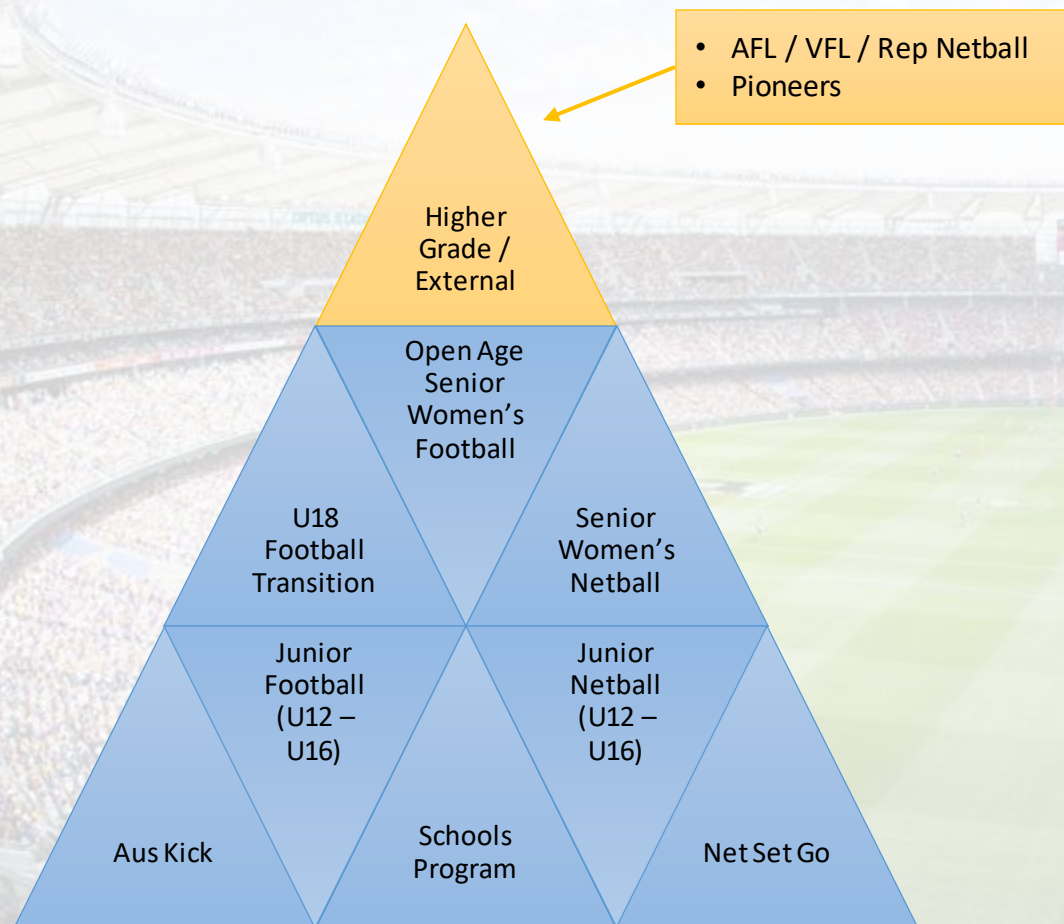 • AFL / VFL / Rep Netball
• Pioneers
Higher
Grade /
External
Open Age
Senior
Women’s
Football
U18
Football
Transition
Senior
Women’s
Netball
Junior
Football
(U12 –
U16)
Junior
Netball
(U12 –
U16)
Aus Kick
Schools
Program
Net Set Go